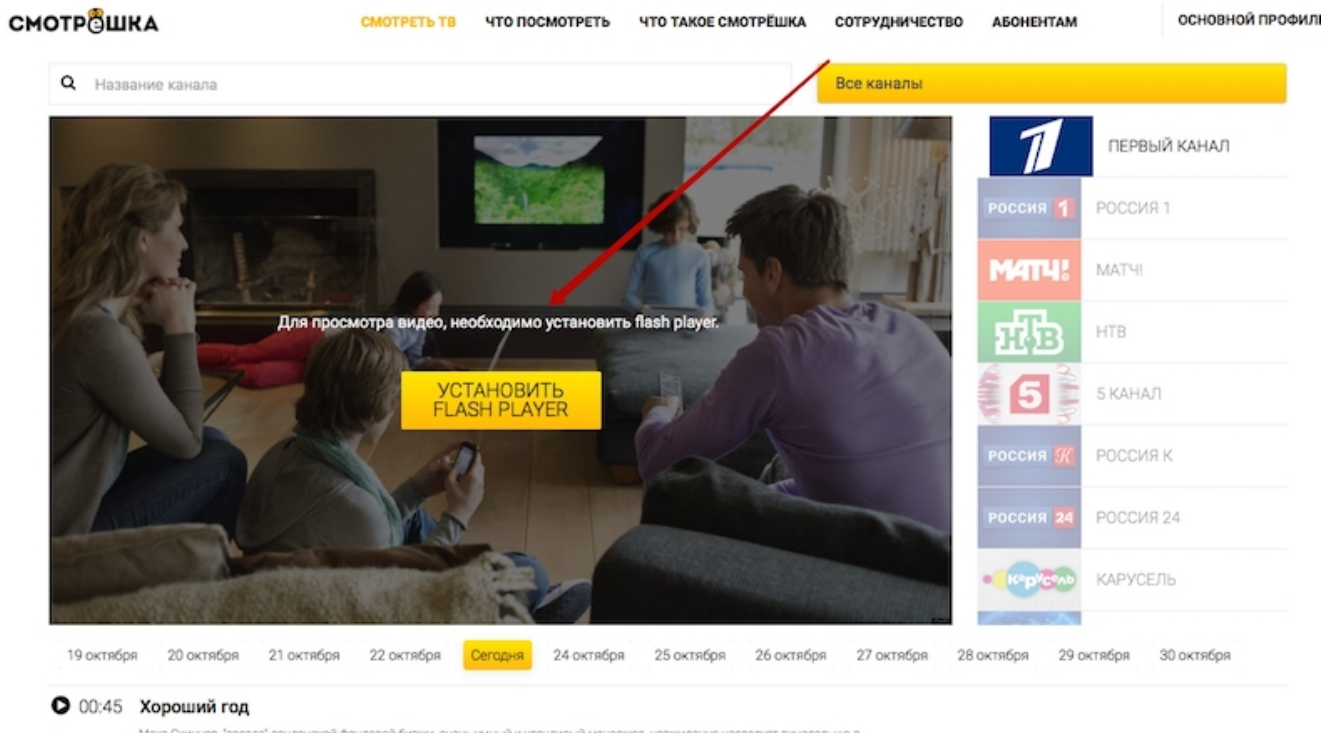 СМОТРЁШКА
СМОТРЕТЬ ТВ ЧТО ПОСМОТРЕТЬ ЧТО ТАКОЕ СМОТРЁШКА СОТРУДНИЧЕСТВО АБОНЕНТАМ ОСНОВНОЙ ПРОФИЛ
Название канала
Все каналы
Для просмотра видео, необходимо установить flash player.
УСТАНОВИТЬ
FLASH PLAYER
1 ПЕРВЫЙ КАНАЛ
РОССИЯ 1 РОССИЯ 1
МАТЧ! МАТЧ!
НТВ НТВ
5 5 КАНАЛ
РОССИЯ К РОССИЯ К
РОССИЯ 24 РОССИЯ 24
Карусель КАРУСЕЛЬ
19 октября 20 октября 21 октября 22 октября Сегодня 24 октября 25 октября 26 октября 27 октября 28 октября 29 октября 30 октября
00:45 Хороший год